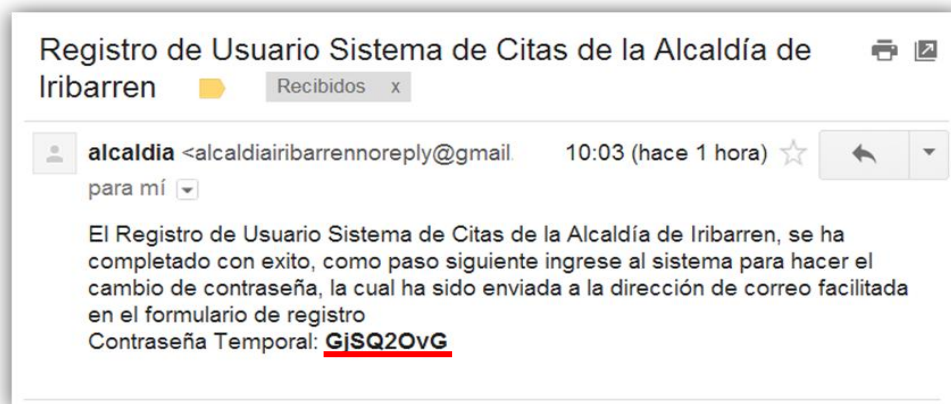 Registro de Usuario Sistema de Citas de la Alcaldía de
Iribarren Recibidos x
alcaldia <alcaldiairibarrennoreply@gmail. 10:03 (hace 1 hora)
para mí
El Registro de Usuario Sistema de Citas de la Alcaldía de Iribarren, se ha
completado con exito, como paso siguiente ingrese al sistema para hacer el
cambio de contraseña, la cual ha sido enviada a la dirección de correo facilitada
en el formulario de registro
Contraseña Temporal: GjSQ2OvG